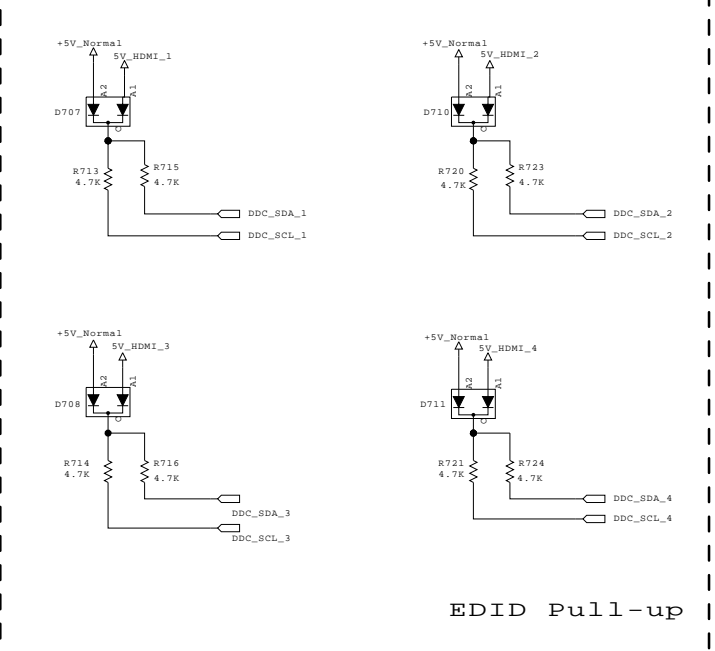 +5V_Normal
5V_HDMI_1
A2
A1
D707
C
R713
4.7K
R715
4.7K
DDC_SDA_1
DDC_SCL_1
+5V_Normal
5V_HDMI_2
A2
A1
D710
C
R720
4.7K
R723
4.7K
DDC_SDA_2
DDC_SCL_2
+5V_Normal
5V_HDMI_3
A2
A1
D708
C
R714
4.7K
R716
4.7K
DDC_SDA_3
DDC_SCL_3
+5V_Normal
5V_HDMI_4
A2
A1
D711
C
R721
4.7K
R724
4.7K
DDC_SDA_4
DDC_SCL_4
EDID Pull-up